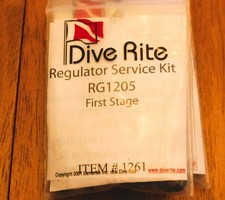 Dive Rite
Regulator Service Kit
RG1205
First Stage
ITEM # 1261
www.diverite.com